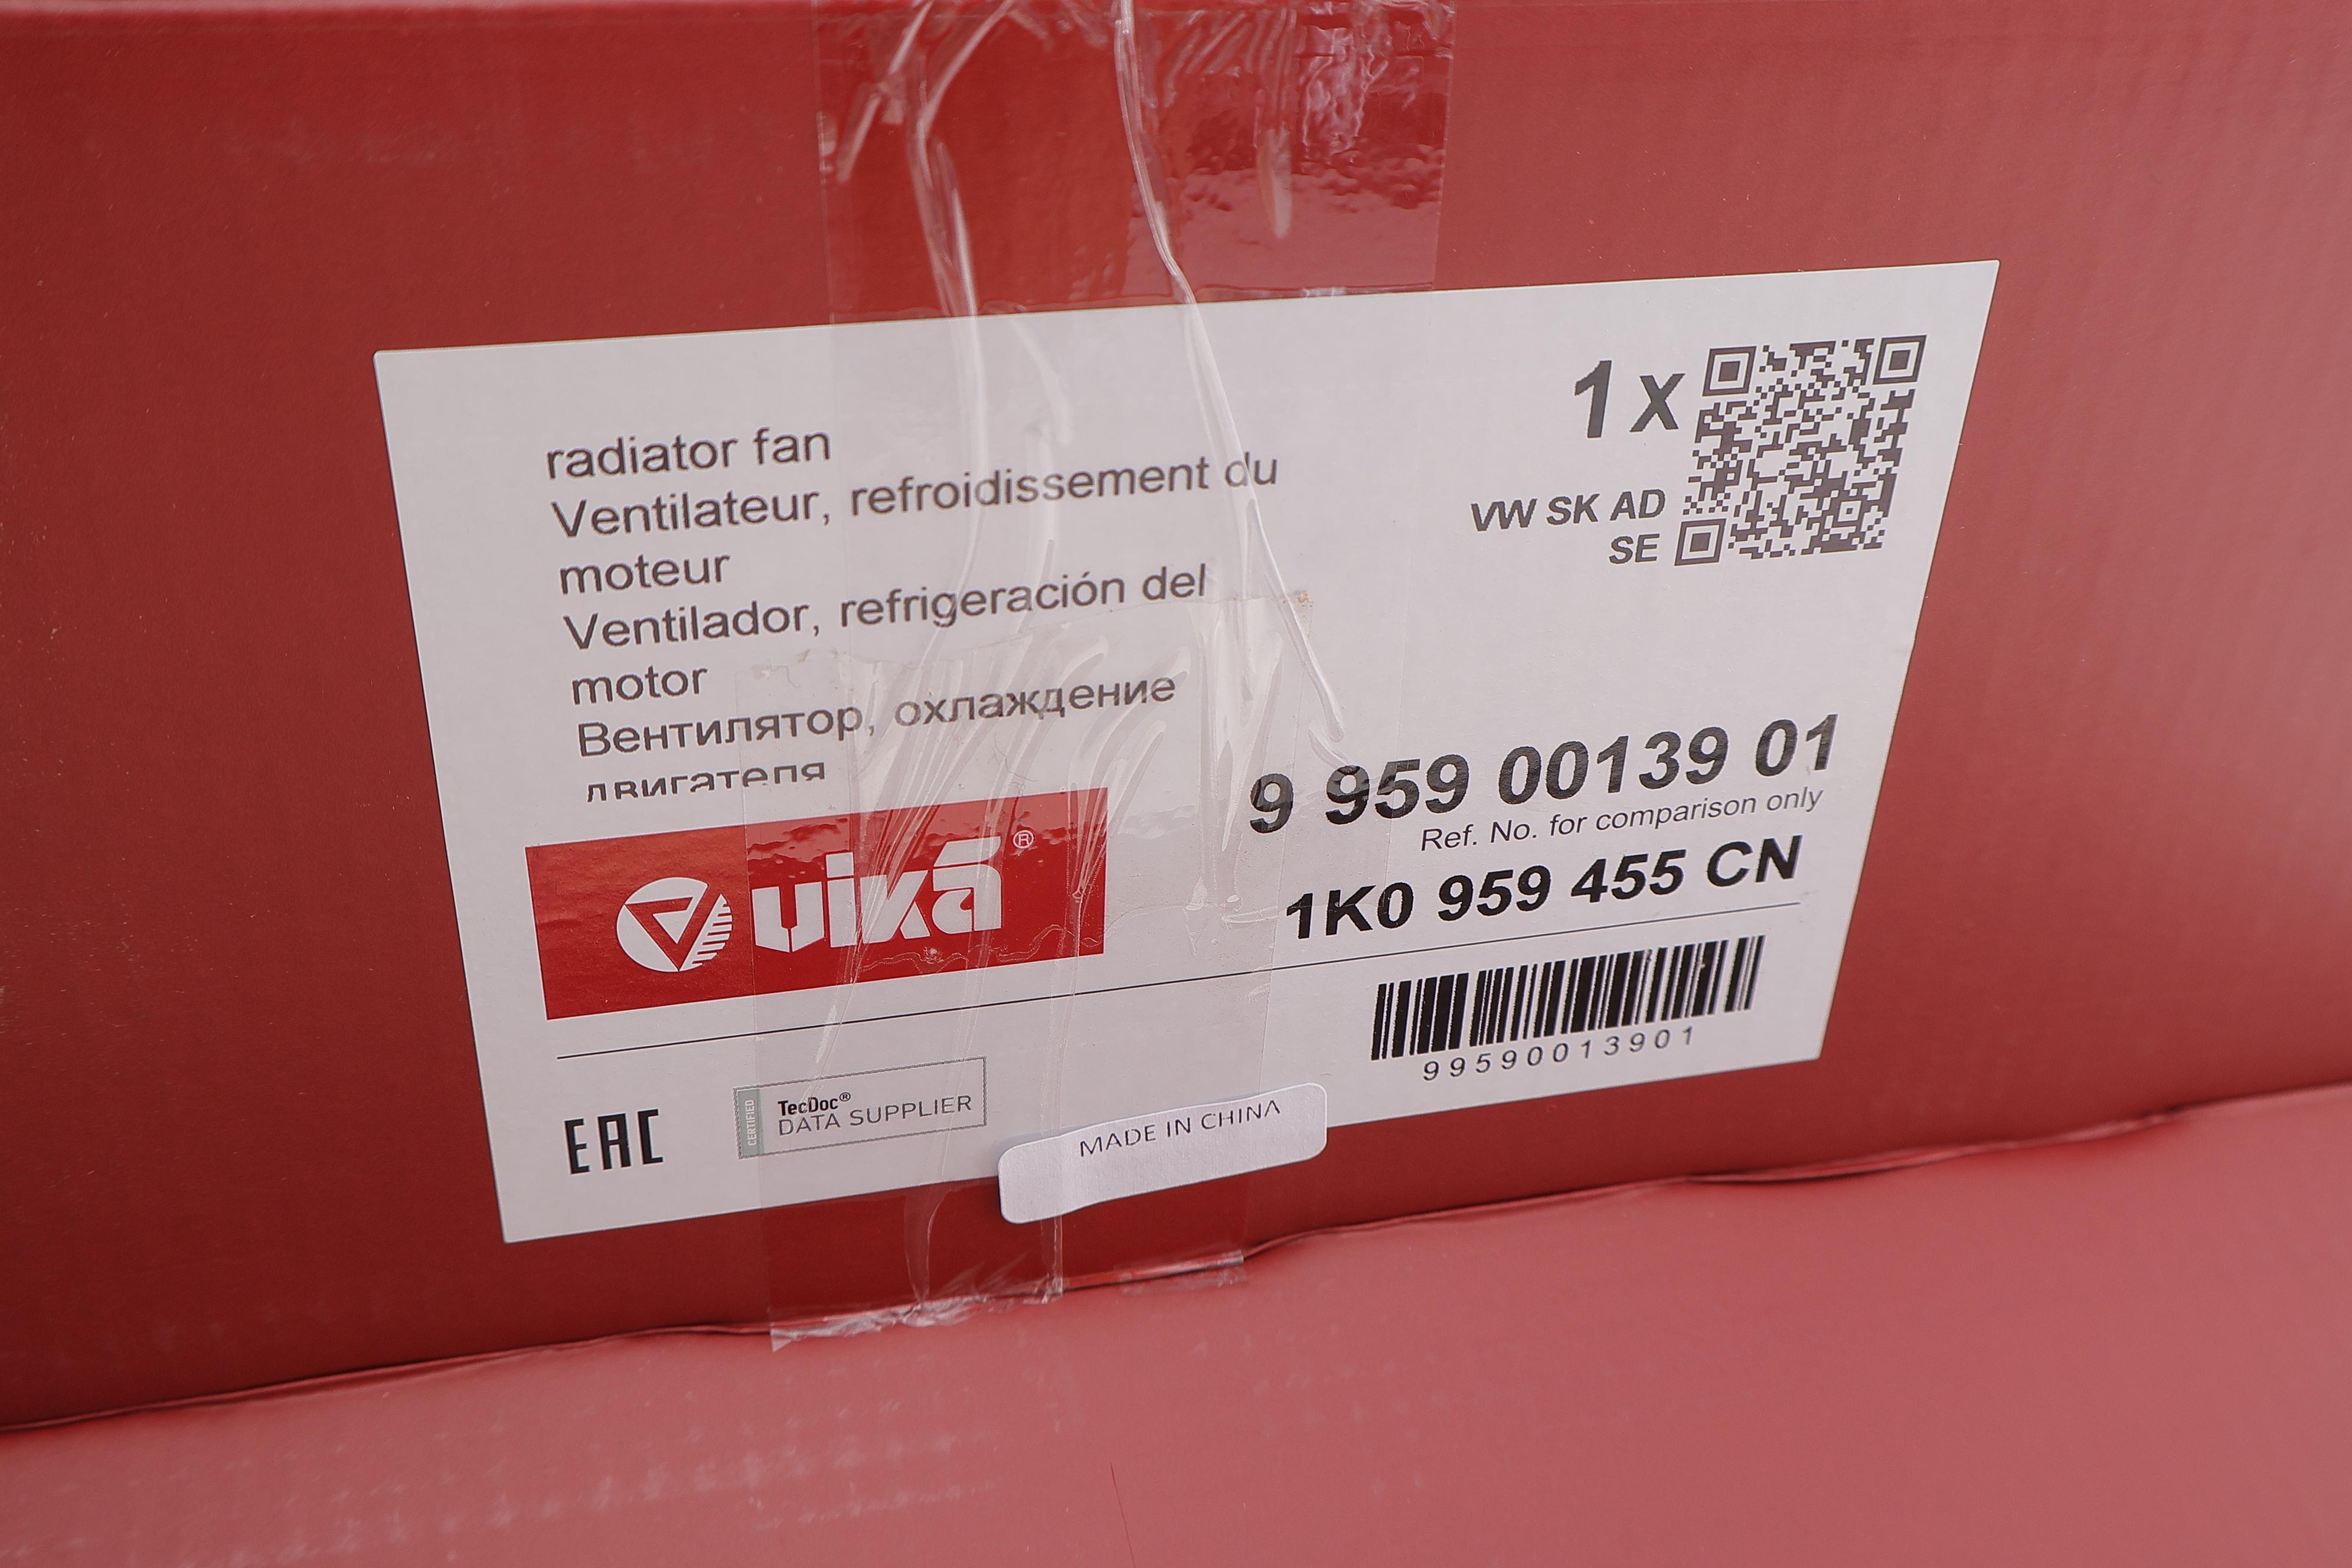 radiator fan
Ventilateur, refroidissement du
moteur
Ventilador, refrigeración del
motor
Вентилятор, охлаждение
двигателя
1 x
VW SK AD
SE
9 959 00139 01
Ref. No. for comparison only
1K0 959 455 CN
vikā®
99590013901
EAC
CERTIFIED
TecDoc®
DATA SUPPLIER
MADE IN CHINA